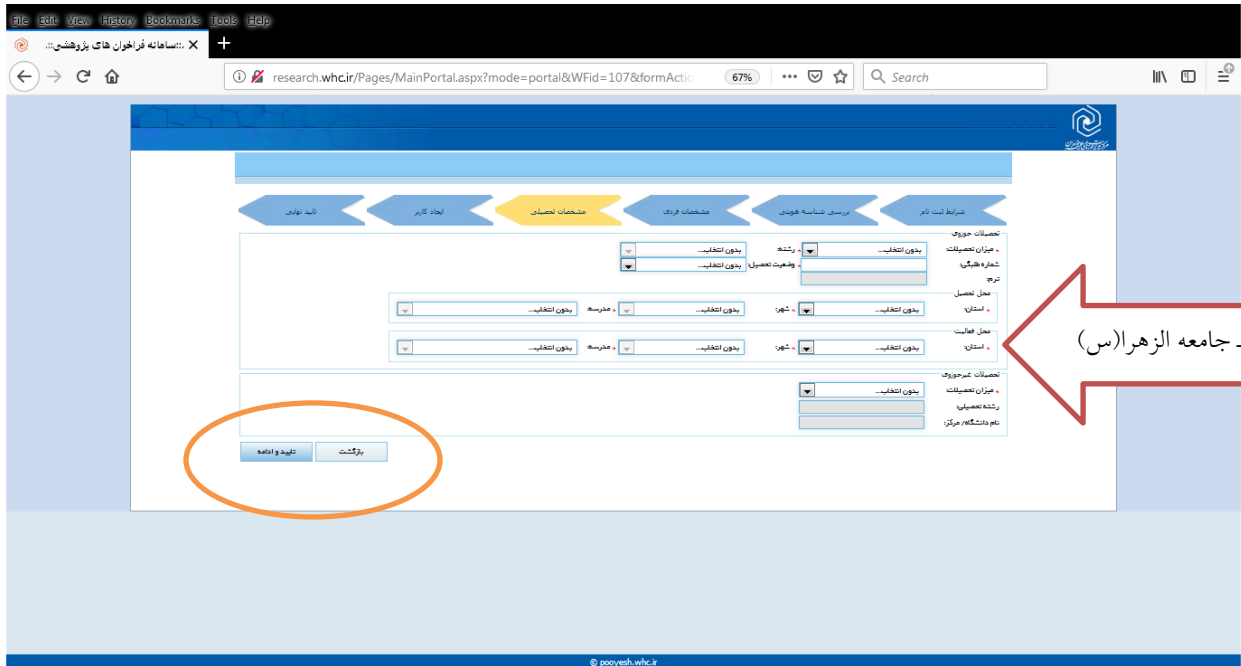 File Edit View History Bookmarks Tools Help
.::سامانه فراخوان های پژوهشی::.
research.whc.ir/Pages/MainPortal.aspx?mode=portal&WFid=107&formActio
67%
Search
شرایط ثبت نام
بررسی شناسه هویتی
مشخصات فردی
مشخصات تحصیلی
ایجاد کاربر
تایید نهایی
تحصیلات حوزوی
* میزان تحصیلات: بدون انتخاب... * رشته: بدون انتخاب...
شماره طلبگی: * وضعیت تحصیل: بدون انتخاب...
ترم:
محل تحصیل
* استان: بدون انتخاب... * شهر: بدون انتخاب... * مدرسه: بدون انتخاب...
محل فعالیت
* استان: بدون انتخاب... * شهر: بدون انتخاب... * مدرسه: بدون انتخاب...
ـ جامعه الزهرا(س)
تحصیلات غیرحوزوی
* میزان تحصیلات: بدون انتخاب...
رشته تحصیلی:
نام دانشگاه/ مرکز:
بازگشت
تایید و ادامه
© pooyesh.whc.ir